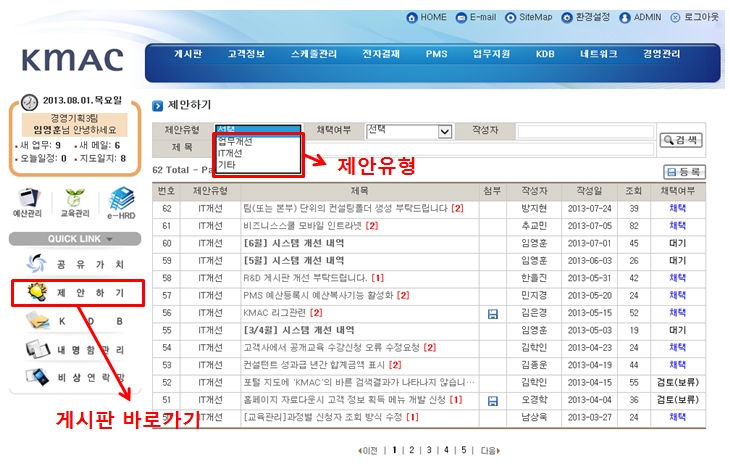 HOME E-mail SiteMap 환경설정 ADMIN 로그아웃
KMAC
게시판 고객정보 스케줄관리 전자결재 PMS 업무지원 KDB 네트워크 경영관리
2013.08.01.목요일
경영기획3팀
임영훈님 안녕하세요
새 업무: 9 새 메일: 6
오늘일정: 0 지도일지: 8
예산관리 교육관리 e-HRD
QUICK LINK
공 유 가 치
제 안 하 기
K D B
내 명 함 관 리
비 상 연 락 망
게시판 바로가기
제안하기
제안유형 선택 채택여부 선택 작성자
업무개선
IT개선
기타
제안유형
제 목
검 색
62 Total - Pa
등 록
번호 제안유형 제목 첨부 작성자 작성일 조회 채택여부
62 IT개선 팀(또는 본부) 단위의 컨설팅폴더 생성 부탁드립니다 [2] 방지현 2013-07-24 39 채택
61 IT개선 비즈니스스쿨 모바일 인트라넷 [2] 추교민 2013-07-05 82 채택
60 IT개선 [6월] 시스템 개선 내역 임영훈 2013-07-01 45 대기
59 IT개선 [5월] 시스템 개선 내역 임영훈 2013-06-03 26 대기
58 IT개선 R&D 게시판 개선 부탁드립니다. [1] 한을진 2013-05-31 42 채택
57 IT개선 PMS 예산등록시 예산복사기능 활성화 [2] 민지경 2013-05-20 24 채택
56 IT개선 KMAC 리그관련 [2] 김은경 2013-05-15 52 채택
55 IT개선 [3/4월] 시스템 개선 내역 임영훈 2013-05-03 19 대기
54 IT개선 고객사에서 공개교육 수강신청 오류 수정요청 [2] 김학인 2013-04-23 24 채택
53 IT개선 컨설턴트 성과급 년간 합계금액 표시 [2] 김종운 2013-04-19 44 채택
52 IT개선 포털 지도에 'KMAC'의 바른 검색결과가 나타나지 않습니… 김학인 2013-04-15 55 검토(보류)
51 IT개선 홈페이지 자료다운시 고객 정보 획득 메뉴 개발 신청 [1] 오경학 2013-04-04 36 검토(보류)
IT개선 [교육관리]과정별 신청자 조회 방식 수정 [1] 남상욱 2013-03-27 24 채택
이전 | 1 | 2 | 3 | 4 | 5 | 다음